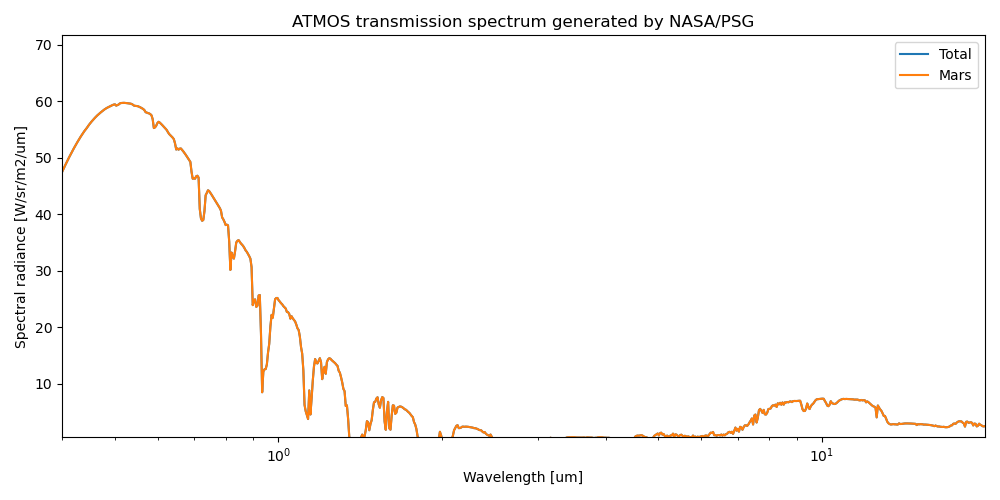 ATMOS transmission spectrum generated by NASA/PSG
70
60
50
40
30
20
10
Spectral radiance [W/sr/m2/um]
Total
Mars
10⁰
10¹
Wavelength [um]